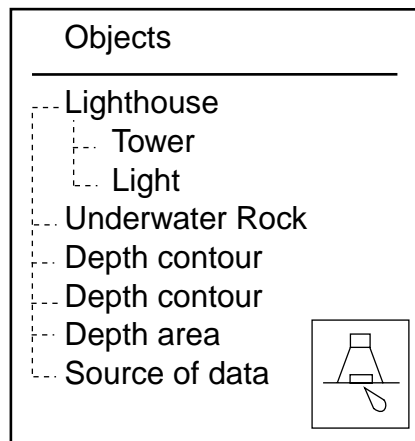 Objects
Lighthouse
Tower
Light
Underwater Rock
Depth contour
Depth contour
Depth area
Source of data